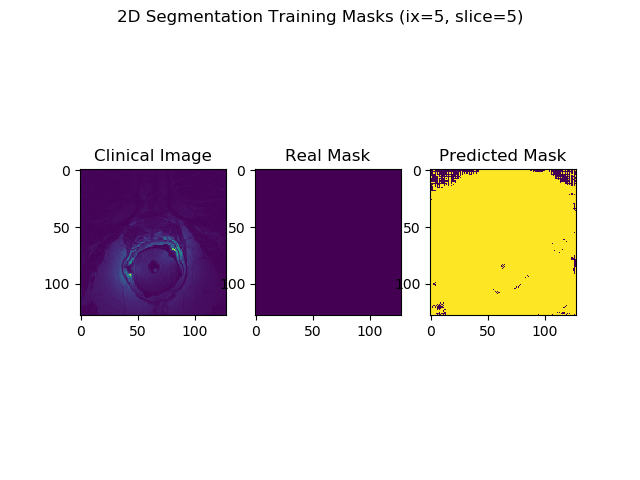 2D Segmentation Training Masks (ix=5, slice=5)
Clinical Image Real Mask Predicted Mask
0 0 0
50 50 50
100 100 100
0 50 100 0 50 100 0 50 100